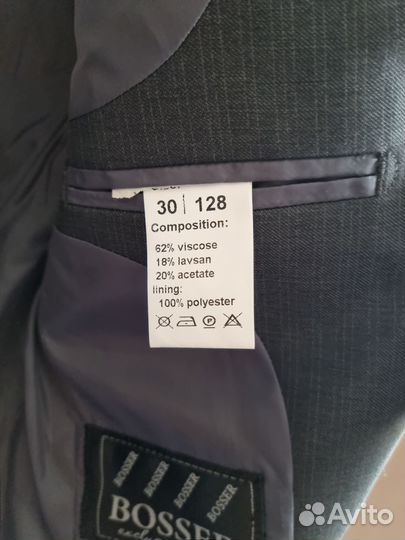 30 | 128
Composition:
62% viscose
18% lavsan
20% acetate
lining:
100% polyester
BOSSER
BOSSER
BOSSER
BOSSER
BOSSER
Avito